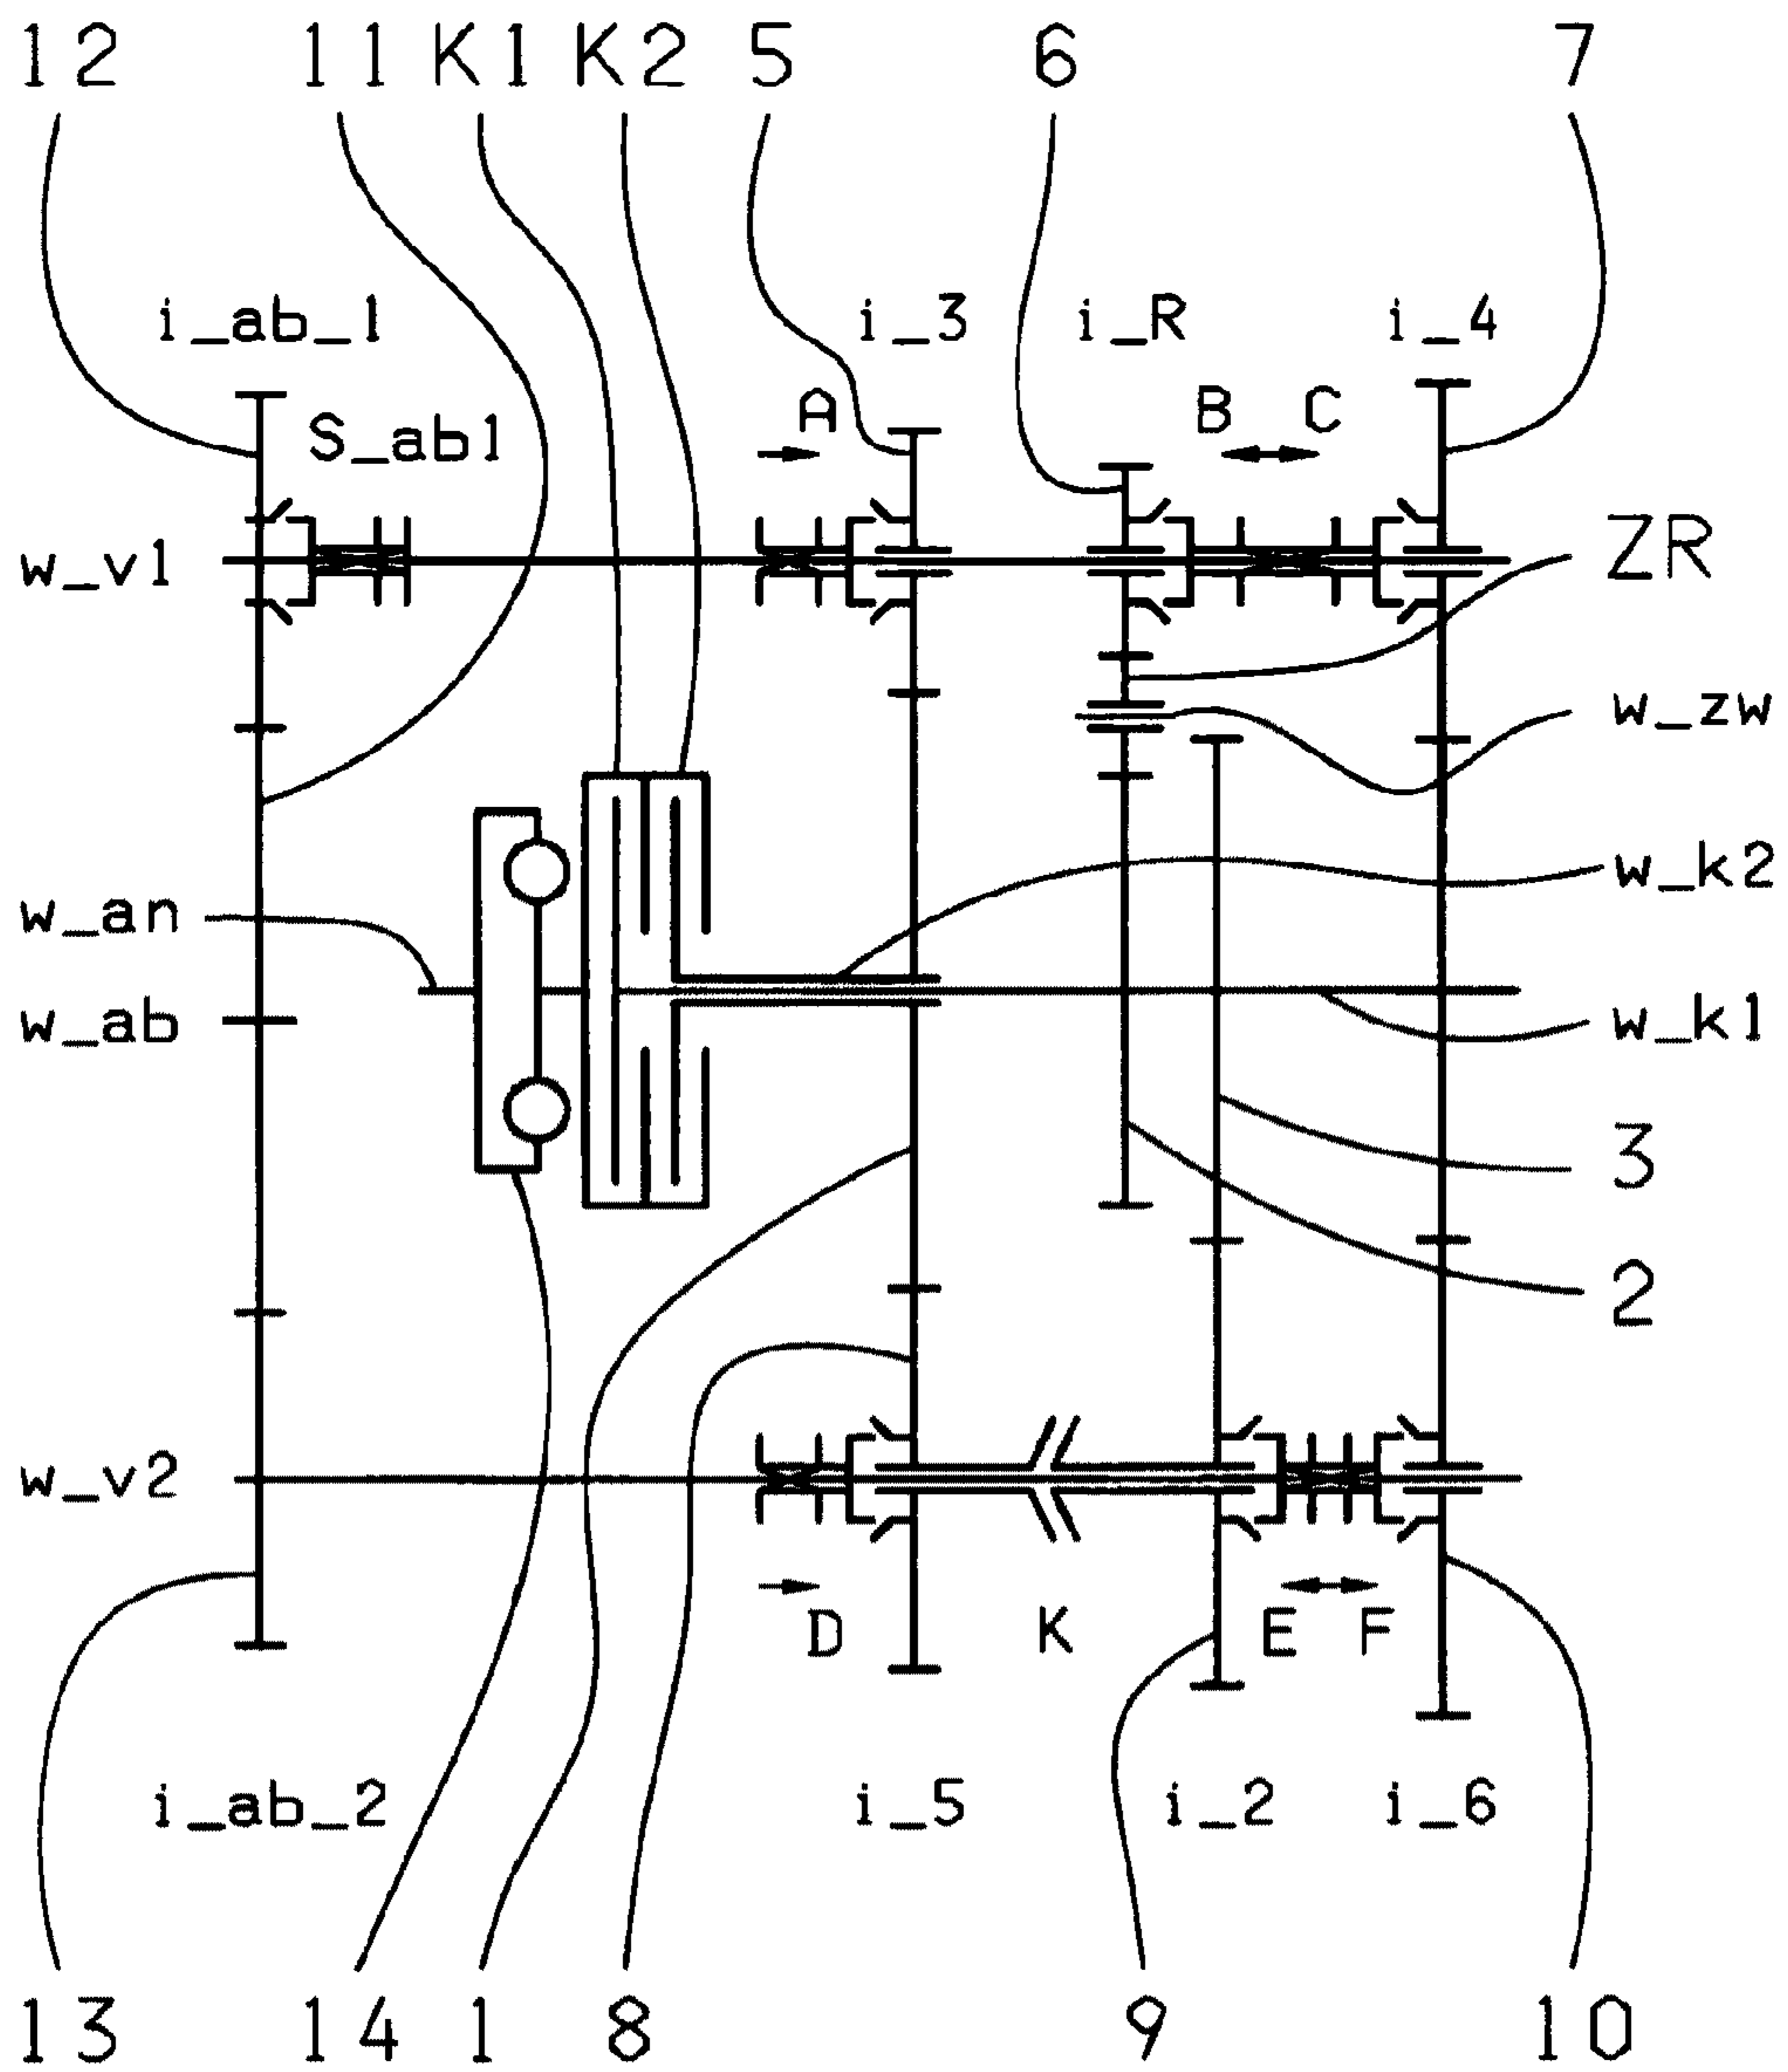 12 11 K1 K2 5 6 7
i_ab_1 i_3 i_R i_4
S_ab1 A B C
w_v1 ZR
w_zw
w_an w_k2
w_ab w_k1
3
2
w_v2
D K E F
i_ab_2 i_5 i_2 i_6
13 14 1 8 9 10